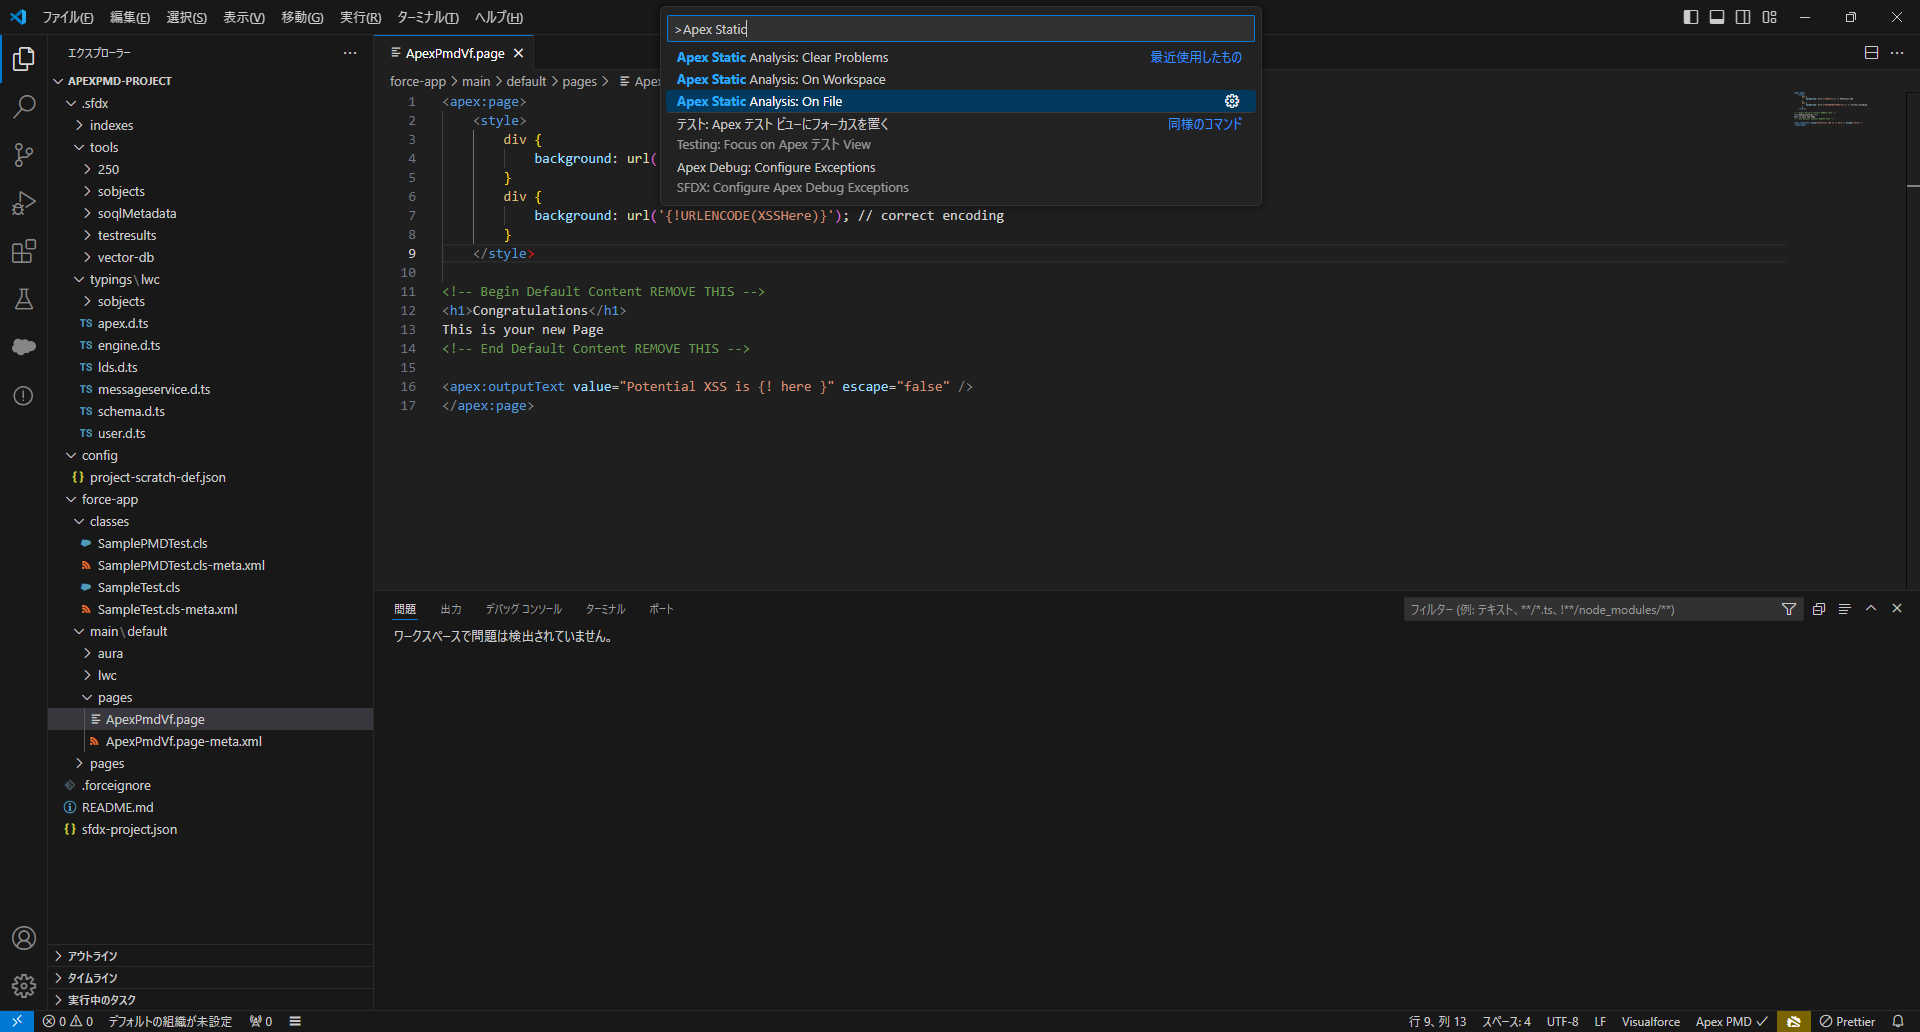 ファイル(F) 編集(E) 選択(S) 表示(V) 移動(G) 実行(R) ターミナル(T) ヘルプ(H)
>Apex Static
Apex Static Analysis: Clear Problems 最近使用したもの
Apex Static Analysis: On Workspace
Apex Static Analysis: On File
テスト: Apex テスト ビューにフォーカスを置く 同様のコマンド
Testing: Focus on Apex テスト View
Apex Debug: Configure Exceptions
SFDX: Configure Apex Debug Exceptions
エクスプローラー
APEXPMD-PROJECT
.sfdx
indexes
tools
250
sobjects
soqlMetadata
testresults
vector-db
typings\lwc
sobjects
TS apex.d.ts
TS engine.d.ts
TS lds.d.ts
TS messageservice.d.ts
TS schema.d.ts
TS user.d.ts
config
{} project-scratch-def.json
force-app
classes
SamplePMDTest.cls
SamplePMDTest.cls-meta.xml
SampleTest.cls
SampleTest.cls-meta.xml
main\default
aura
lwc
pages
ApexPmdVf.page
ApexPmdVf.page-meta.xml
pages
.forceignore
README.md
{} sfdx-project.json
アウトライン
タイムライン
実行中のタスク
ApexPmdVf.page
force-app > main > default > pages > Apex
1 <apex:page>
2 <style>
3 div {
4 background: url(
5 }
6 div {
7 background: url('{!URLENCODE(XSSHere)}'); // correct encoding
8 }
9 </style>
10
11 <!-- Begin Default Content REMOVE THIS -->
12 <h1>Congratulations</h1>
13 This is your new Page
14 <!-- End Default Content REMOVE THIS -->
15
16 <apex:outputText value="Potential XSS is {! here }" escape="false" />
17 </apex:page>
問題 出力 デバッグ コンソール ターミナル ポート
フィルター (例: テキスト、**/*.ts、!**/node_modules/**)
ワークスペースで問題は検出されていません。
0 0 デフォルトの組織が未設定 0
行 9、列 13 スペース: 4 UTF-8 LF Visualforce Apex PMD Prettier